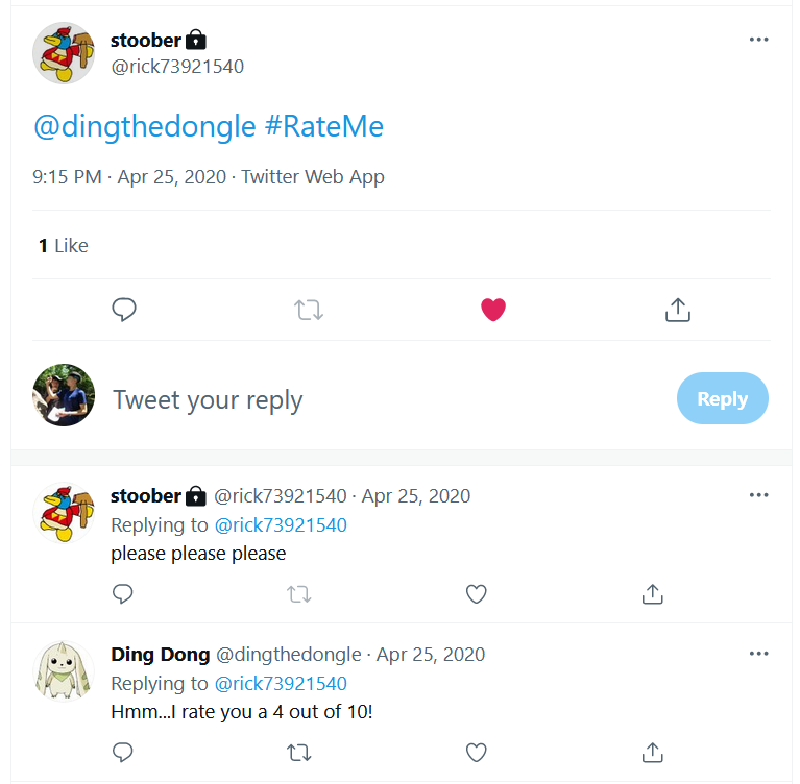 stoober
@rick73921540
@dingthedongle #RateMe
9:15 PM · Apr 25, 2020 · Twitter Web App
1 Like
Tweet your reply
Reply
stoober @rick73921540 · Apr 25, 2020
Replying to @rick73921540
please please please
Ding Dong @dingthedongle · Apr 25, 2020
Replying to @rick73921540
Hmm...I rate you a 4 out of 10!